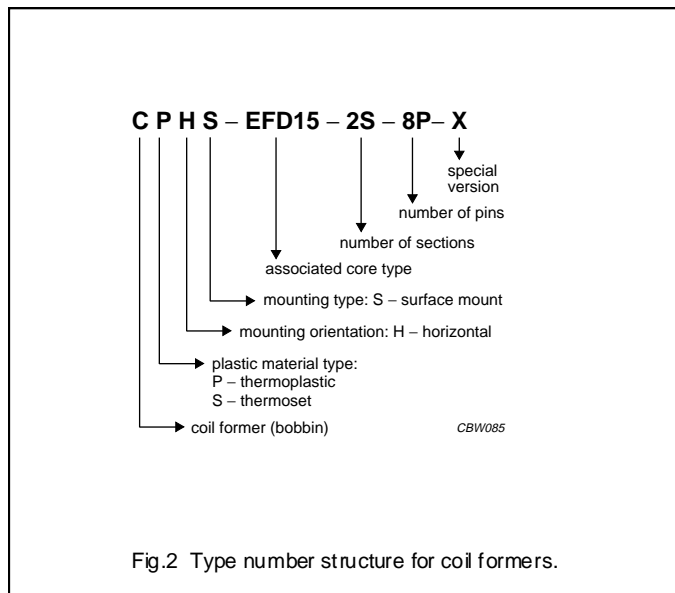 C P H S – EFD15 – 2S – 8P – X
special
version
number of pins
number of sections
associated core type
mounting type: S – surface mount
mounting orientation: H – horizontal
plastic material type:
P – thermoplastic
S – thermoset
coil former (bobbin)
CBW085
Fig.2 Type number structure for coil formers.